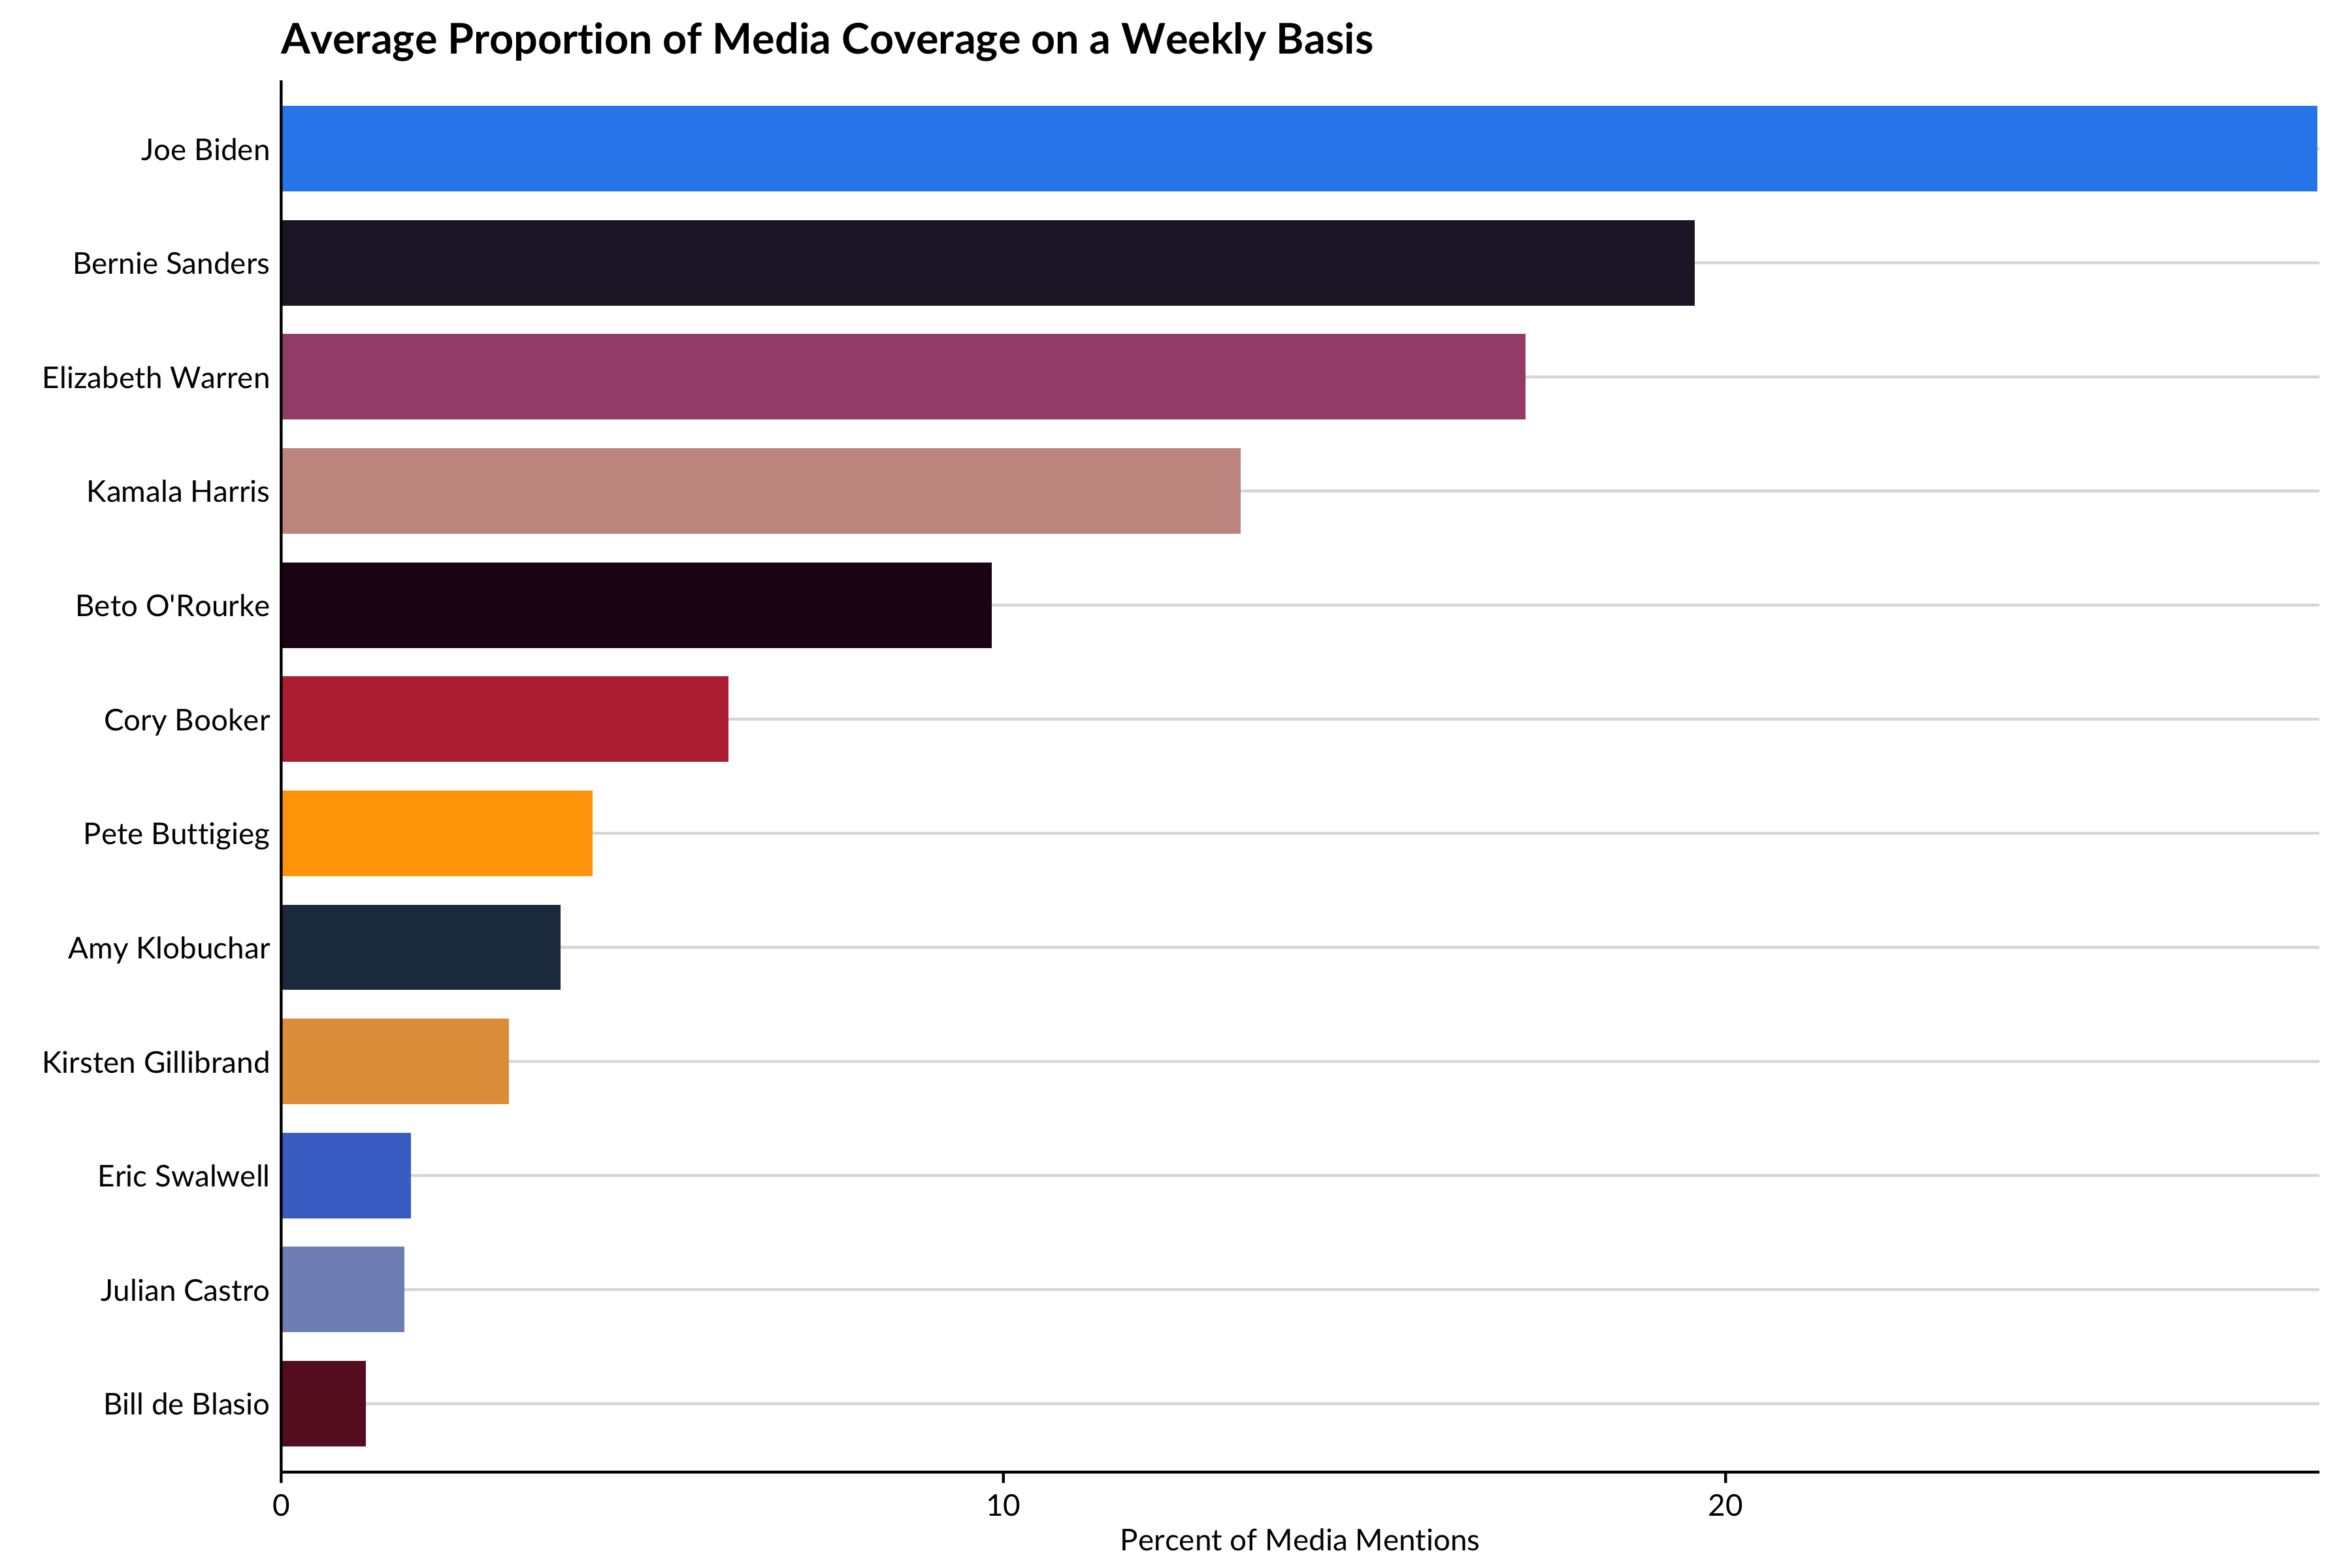 Average Proportion of Media Coverage on a Weekly Basis
Joe Biden
Bernie Sanders
Elizabeth Warren
Kamala Harris
Beto O'Rourke
Cory Booker
Pete Buttigieg
Amy Klobuchar
Kirsten Gillibrand
Eric Swalwell
Julian Castro
Bill de Blasio
0 10 20
Percent of Media Mentions